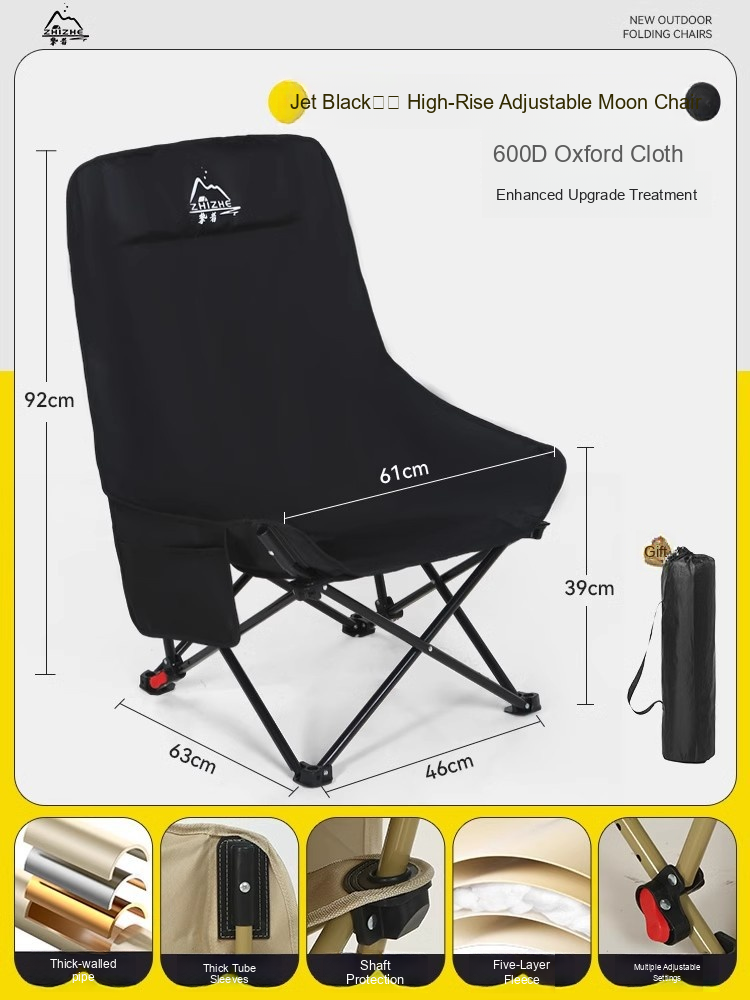 ZHIZHE
NEW OUTDOOR
FOLDING CHAIRS
Jet Black□□ High-Rise Adjustable Moon Chair
600D Oxford Cloth
Enhanced Upgrade Treatment
ZHIZHE
92cm
61cm
39cm
Gift
63cm
46cm
Thick-walled
pipe
Thick Tube
Sleeves
Shaft
Protection
Five-Layer
Fleece
Multiple Adjustable
Settings